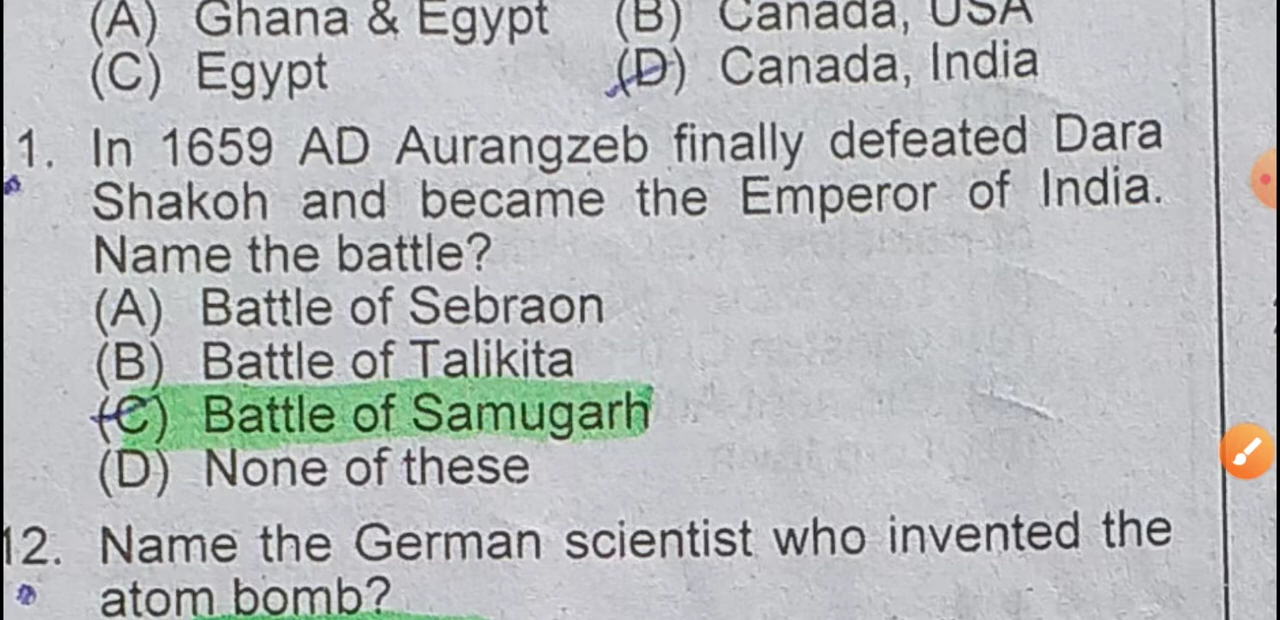 (A) Ghana & Egypt (B) Canada, USA
(C) Egypt (D) Canada, India
1. In 1659 AD Aurangzeb finally defeated Dara
Shakoh and became the Emperor of India.
Name the battle?
(A) Battle of Sebraon
(B) Battle of Talikita
(C) Battle of Samugarh
(D) None of these
12. Name the German scientist who invented the
atom bomb?